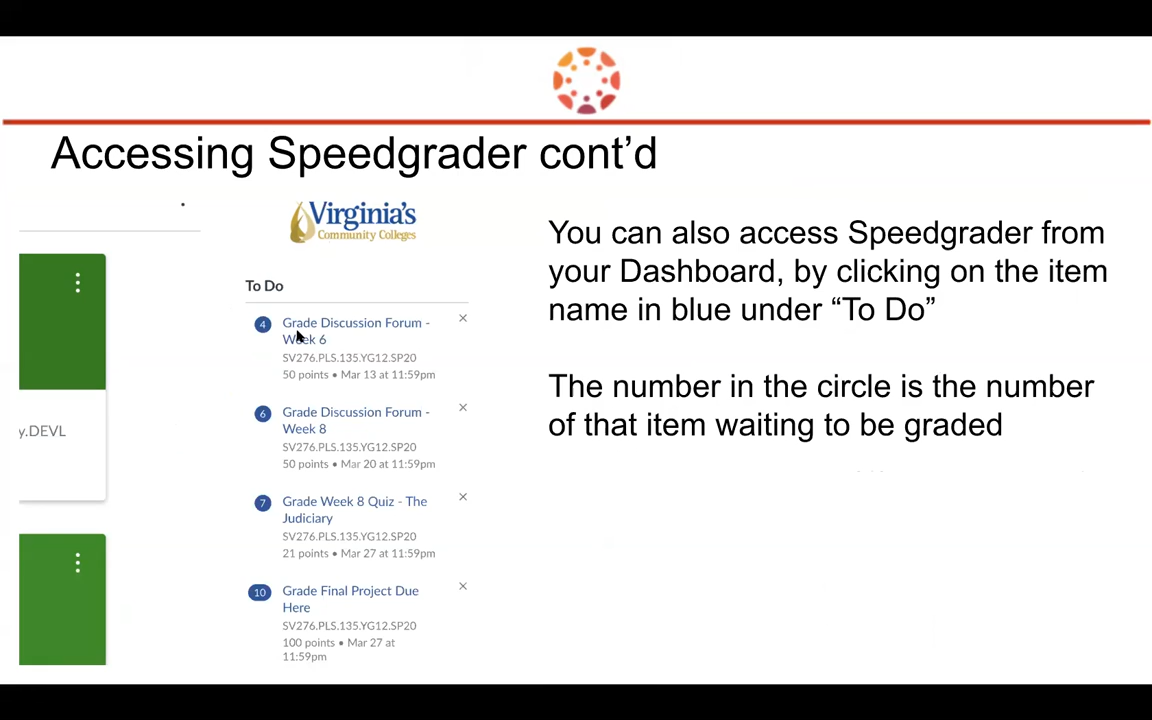 Accessing Speedgrader cont’d
Virginia's
Community Colleges
To Do
4
Grade Discussion Forum -
Week 6
SV276.PLS.135.YG12.SP20
50 points • Mar 13 at 11:59pm
6
Grade Discussion Forum -
Week 8
SV276.PLS.135.YG12.SP20
50 points • Mar 20 at 11:59pm
7
Grade Week 8 Quiz - The
Judiciary
SV276.PLS.135.YG12.SP20
21 points • Mar 27 at 11:59pm
10
Grade Final Project Due
Here
SV276.PLS.135.YG12.SP20
100 points • Mar 27 at
11:59pm
y.DEVL
You can also access Speedgrader from
your Dashboard, by clicking on the item
name in blue under “To Do”
The number in the circle is the number
of that item waiting to be graded